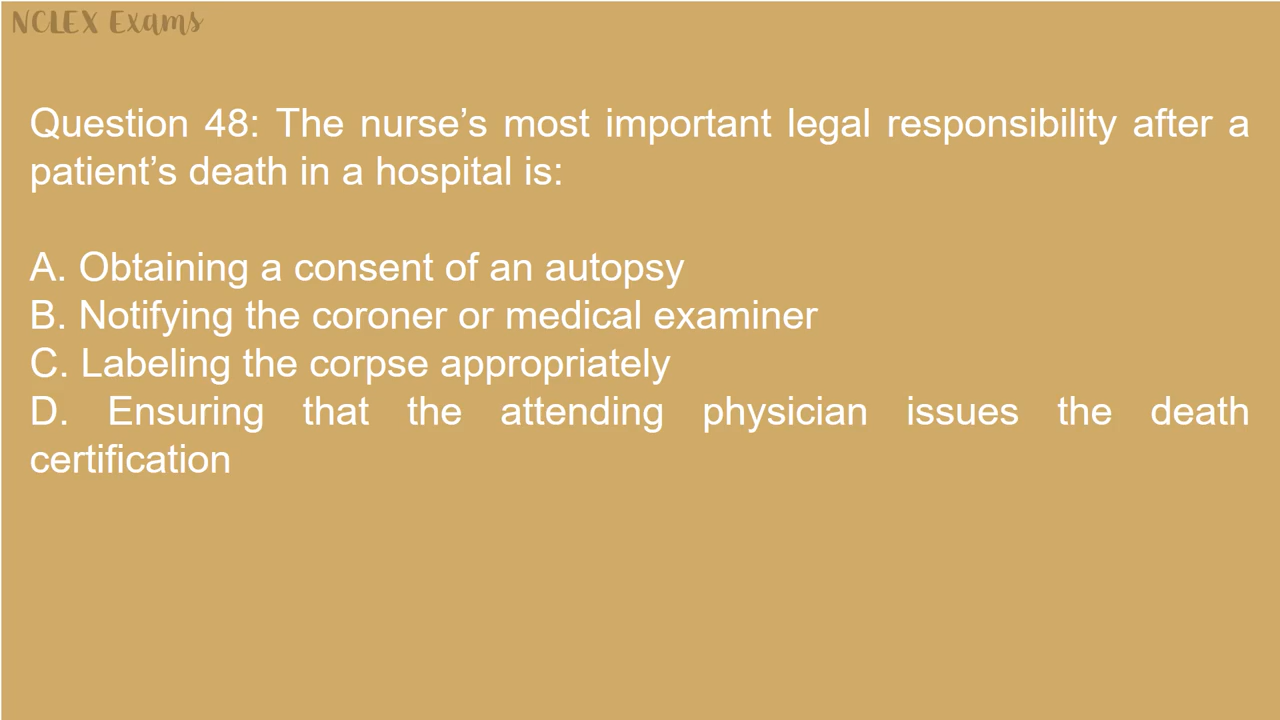 NCLEX Exams
Question 48: The nurse’s most important legal responsibility after a
patient’s death in a hospital is:
A. Obtaining a consent of an autopsy
B. Notifying the coroner or medical examiner
C. Labeling the corpse appropriately
D. Ensuring that the attending physician issues the death
certification